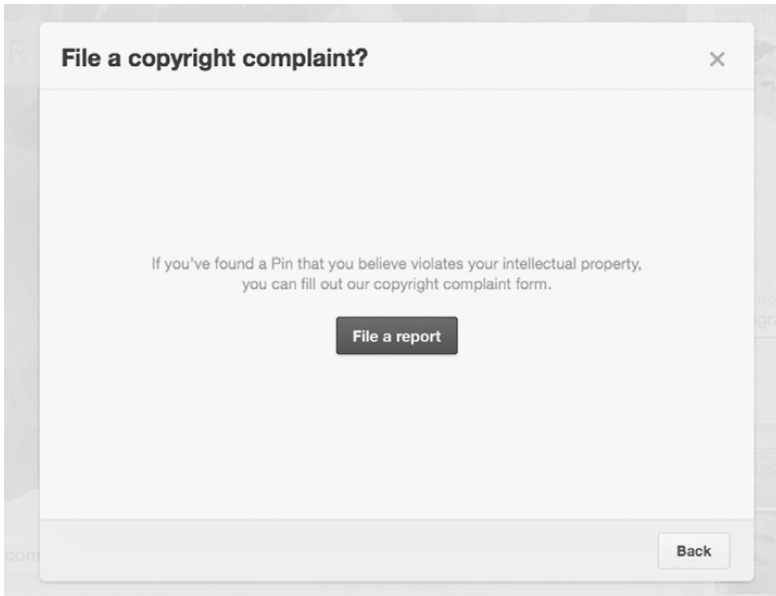 File a copyright complaint?
If you've found a Pin that you believe violates your intellectual property,
you can fill out our copyright complaint form.
File a report
Back
com